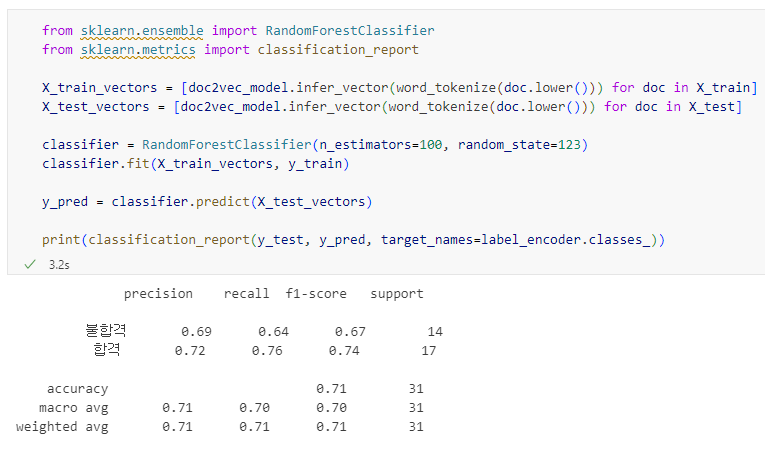 from sklearn.ensemble import RandomForestClassifier
from sklearn.metrics import classification_report
X_train_vectors = [doc2vec_model.infer_vector(word_tokenize(doc.lower())) for doc in X_train]
X_test_vectors = [doc2vec_model.infer_vector(word_tokenize(doc.lower())) for doc in X_test]
classifier = RandomForestClassifier(n_estimators=100, random_state=123)
classifier.fit(X_train_vectors, y_train)
y_pred = classifier.predict(X_test_vectors)
print(classification_report(y_test, y_pred, target_names=label_encoder.classes_))
3.2s
precision recall f1-score support
불합격 0.69 0.64 0.67 14
합격 0.72 0.76 0.74 17
accuracy 0.71 31
macro avg 0.71 0.70 0.70 31
weighted avg 0.71 0.71 0.71 31